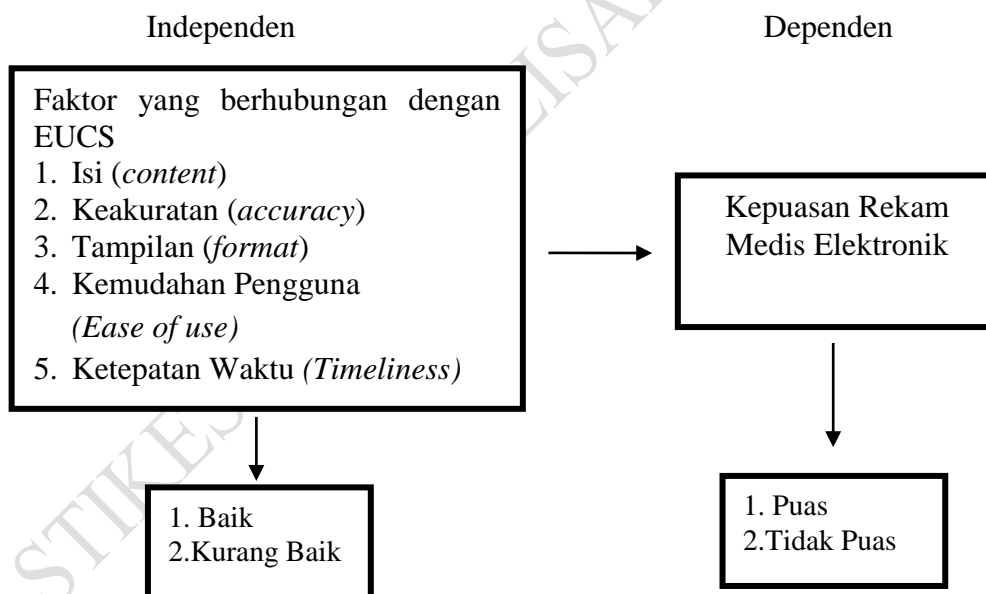 Independen
Dependen
Faktor yang berhubungan dengan
EUCS
1. Isi (content)
2. Keakuratan (accuracy)
3. Tampilan (format)
4. Kemudahan Pengguna
(Ease of use)
5. Ketepatan Waktu (Timeliness)
Kepuasan Rekam
Medis Elektronik
1. Baik
2.Kurang Baik
1. Puas
2.Tidak Puas
STIKES